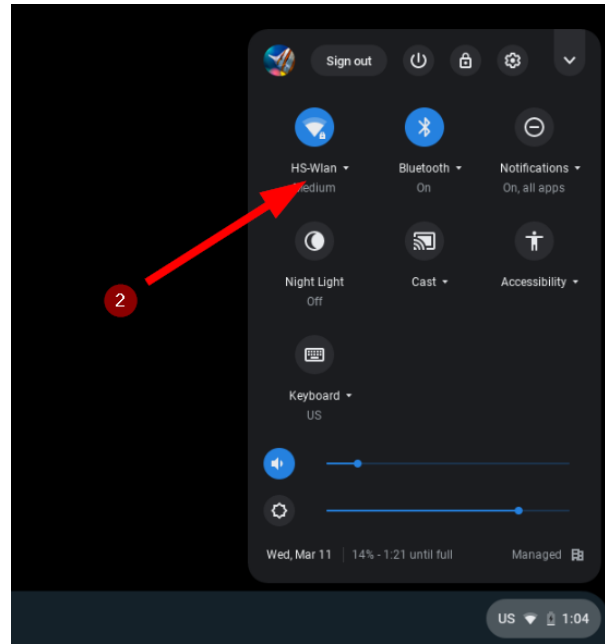 Sign out
HS-Wlan
Medium
Bluetooth
On
Notifications
On, all apps
Night Light
Off
Cast
Accessibility
2
Keyboard
US
Wed, Mar 11
14% - 1:21 until full
Managed
US
1:04